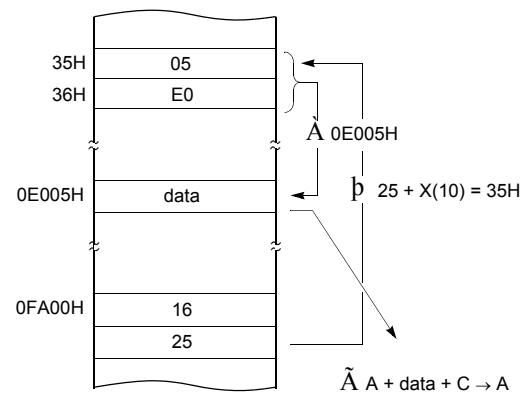 35H 05
36H E0
À 0E005H
0E005H data
þ 25 + X(10) = 35H
0FA00H 16
25
Ã A + data + C → A